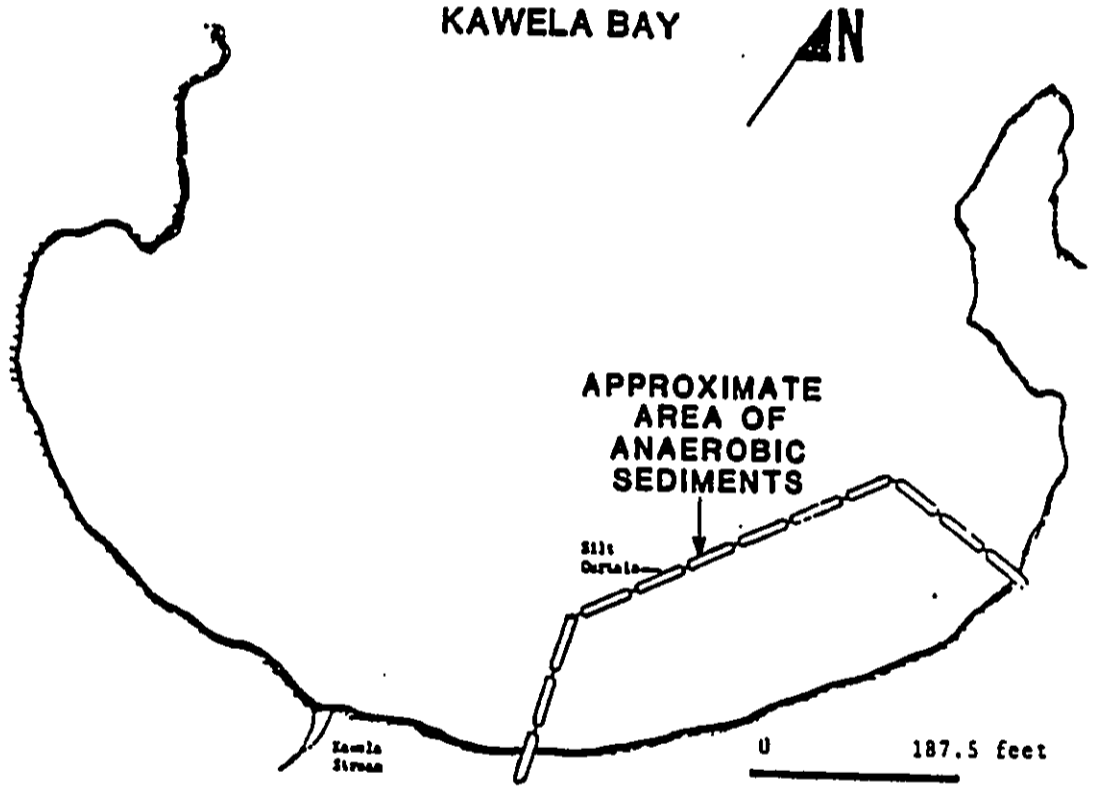 KAWELA BAY
N
APPROXIMATE
AREA OF
ANAEROBIC
SEDIMENTS
Silt
Curtain
Kawela
Stream
0 187.5 feet